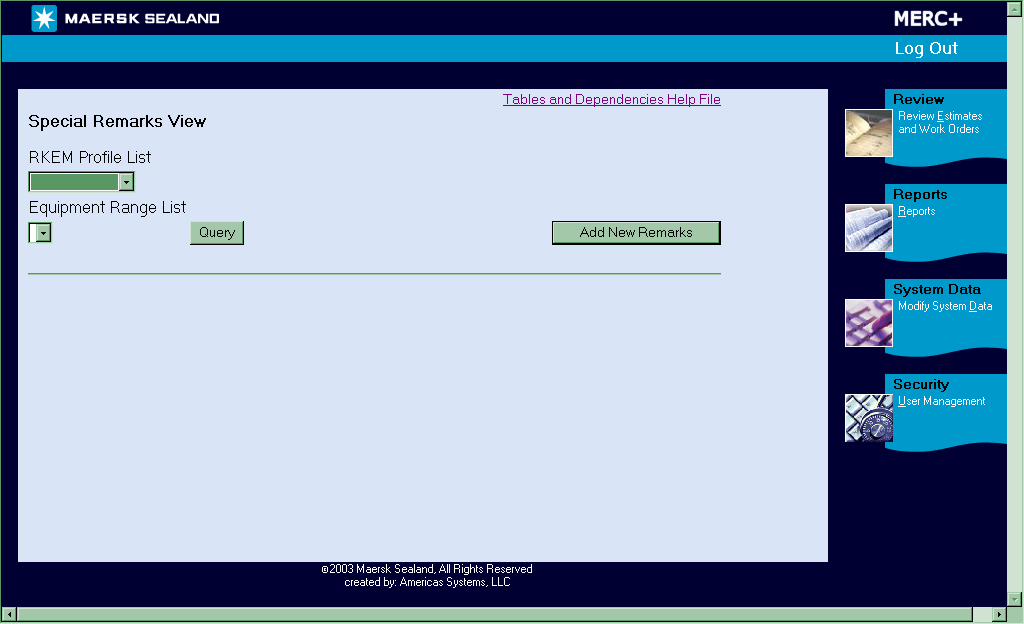 MAERSK SEALAND
MERC+
Log Out
Tables and Dependencies Help File
Special Remarks View
RKEM Profile List
Equipment Range List
Query
Add New Remarks
Review
Review Estimates
and Work Orders
Reports
Reports
System Data
Modify System Data
Security
User Management
©2003 Maersk Sealand, All Rights Reserved
created by: Americas Systems, LLC